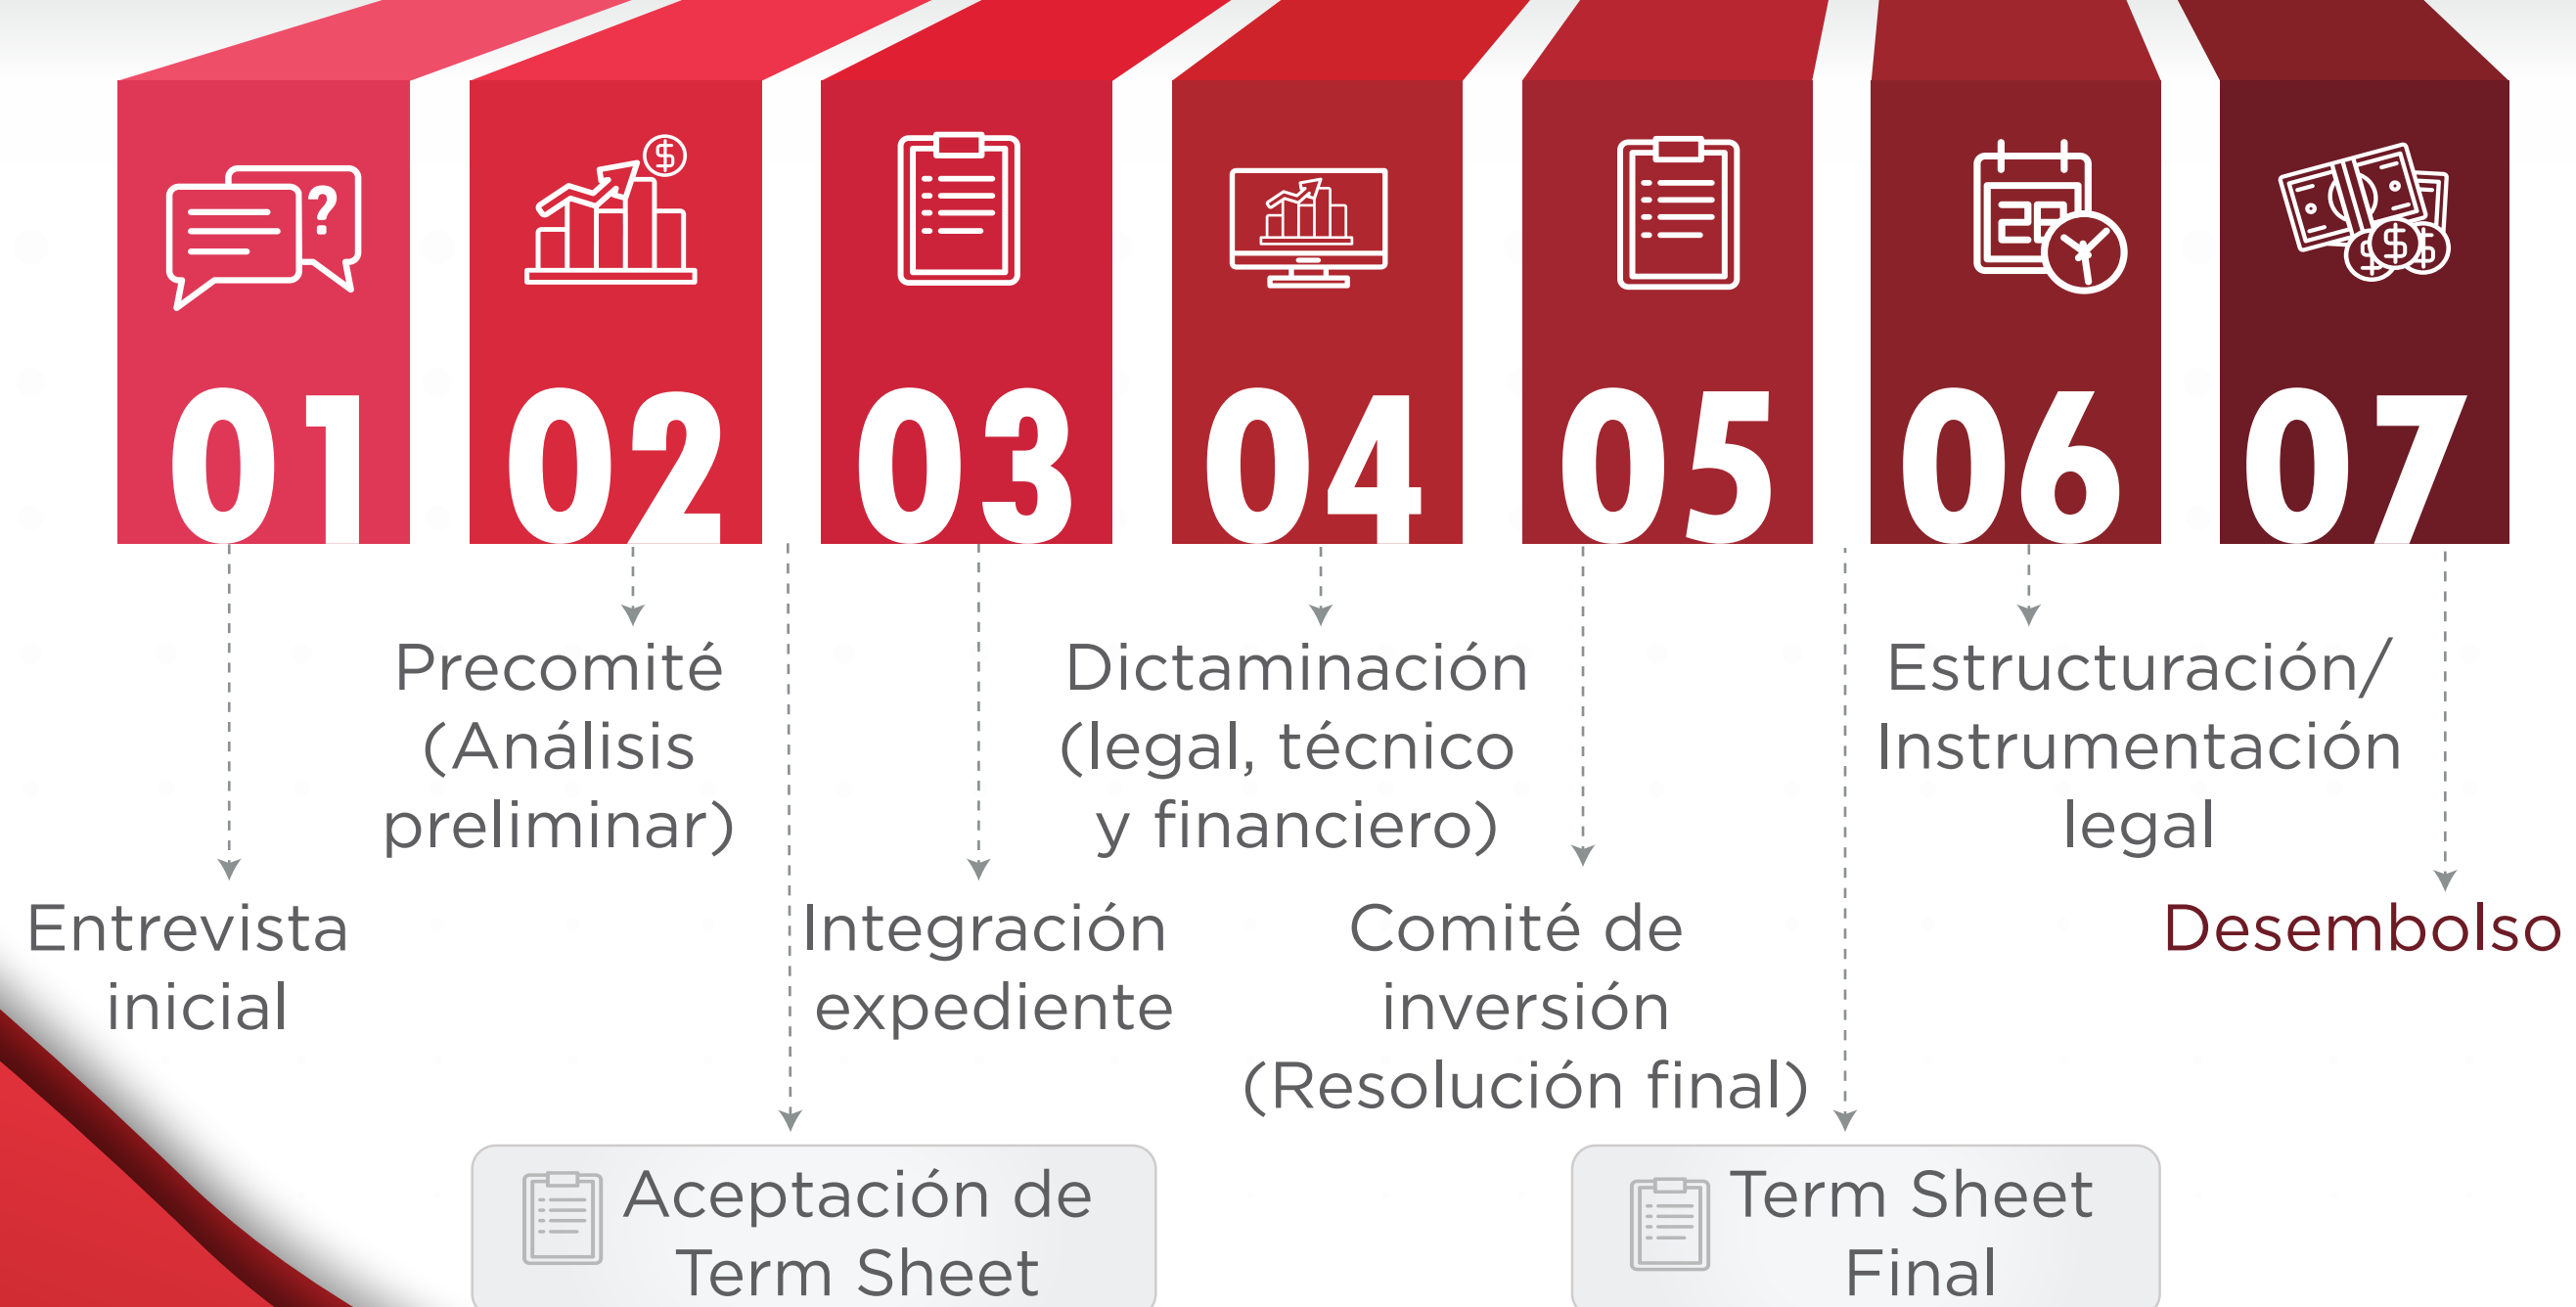 01
02
03
04
05
06
07
Entrevista
inicial
Precomité
(Análisis
preliminar)
Aceptación de
Term Sheet
Integración
expediente
Dictaminación
(legal, técnico
y financiero)
Comité de
inversión
(Resolución final)
Term Sheet
Final
Estructuración/
Instrumentación
legal
Desembolso